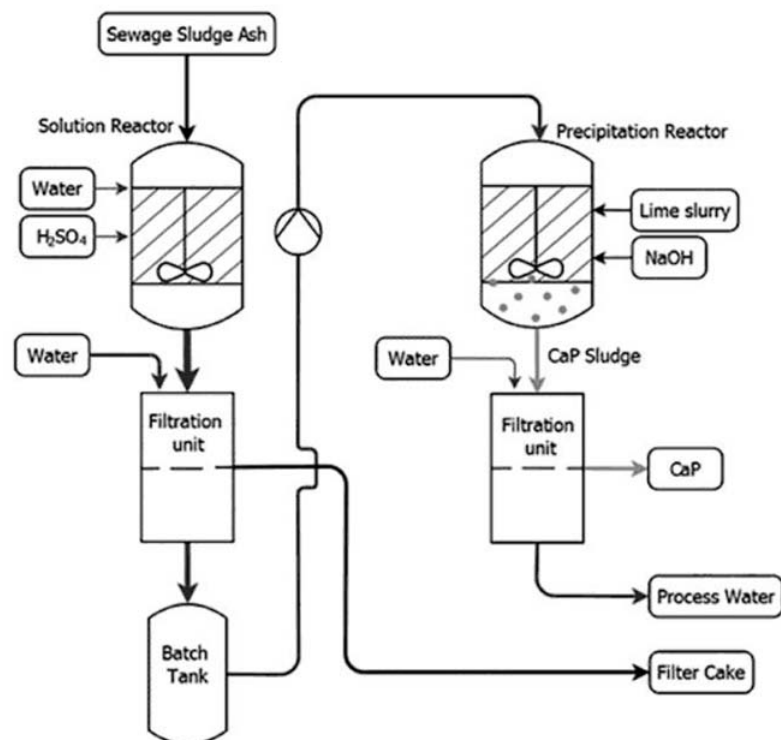 Sewage Sludge Ash
Solution Reactor
Precipitation Reactor
Water
H₂SO₄
Lime slurry
NaOH
Water
Water
CaP Sludge
Filtration
unit
Filtration
unit
CaP
Process Water
Batch
Tank
Filter Cake